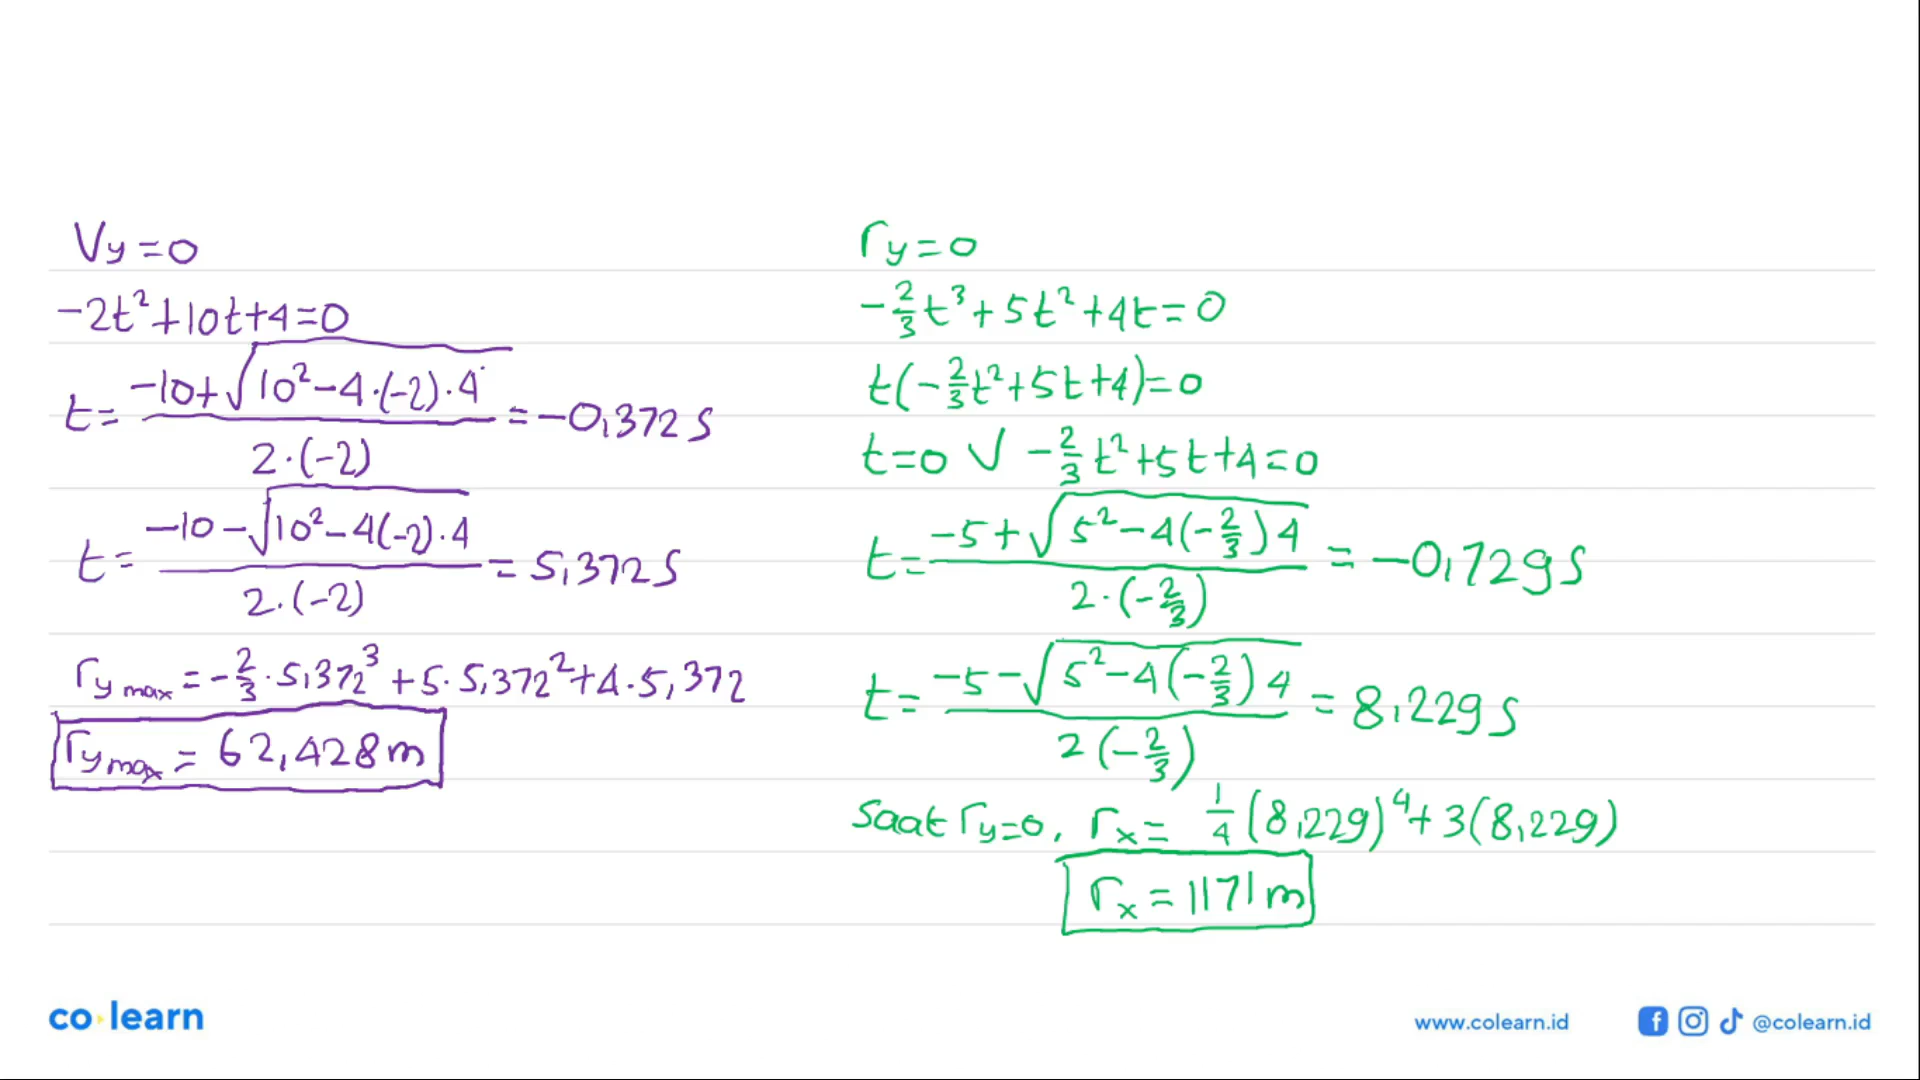 Vy = 0
-2t² + 10t + 4 = 0
t = (-10 + √(10² - 4·(-2)·4)) / (2·(-2)) = -0,372 s
t = (-10 - √(10² - 4(-2)·4)) / (2·(-2)) = 5,372 s
ry max = -2/3 · 5,372³ + 5 · 5,372² + 4 · 5,372
ry max = 62,428 m
ry = 0
-2/3 t³ + 5t² + 4t = 0
t(-2/3 t² + 5t + 4) = 0
t = 0 ∨ -2/3 t² + 5t + 4 = 0
t = (-5 + √(5² - 4(-2/3)4)) / (2·(-2/3)) = -0,729 s
t = (-5 - √(5² - 4(-2/3)4)) / (2(-2/3)) = 8,229 s
saat ry = 0, rx = 1/4 (8,229)⁴ + 3(8,229)
rx = 1171 m
co learn
www.colearn.id
@colearn.id